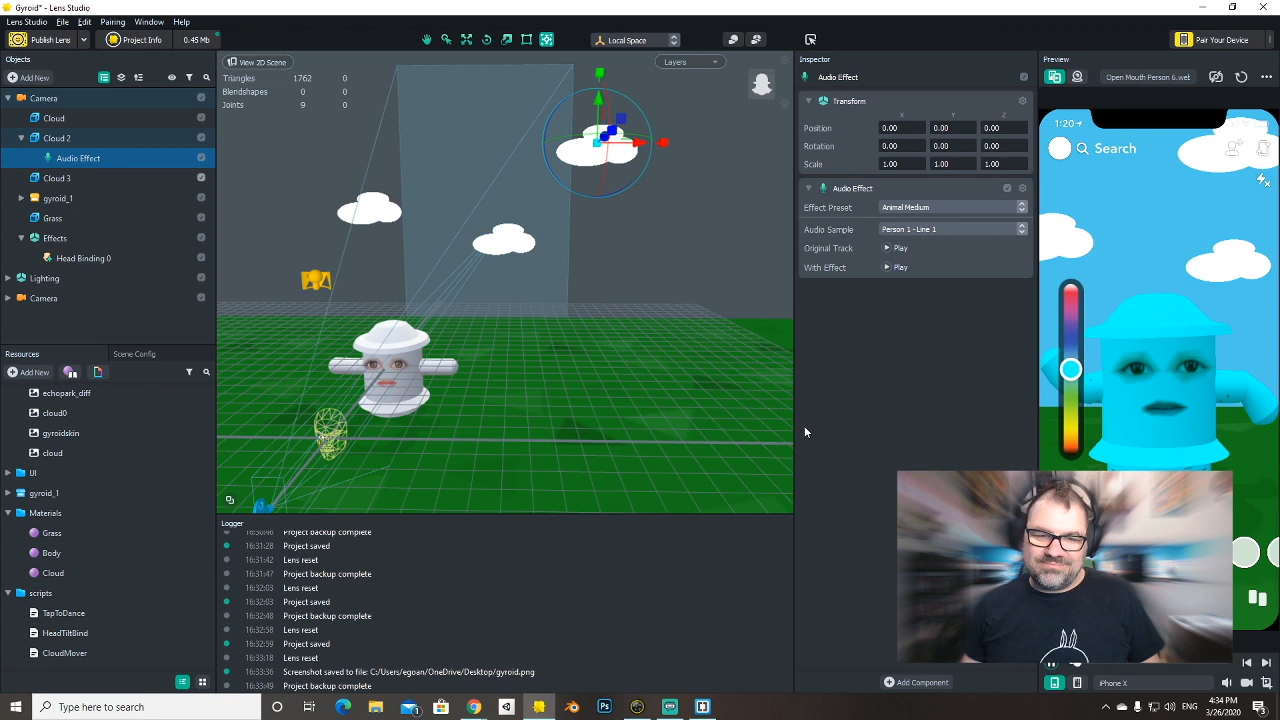 Gyroid* - Lens Studio
Lens Studio File Edit Pairing Window Help
Publish Lens Project Info 0.45 Mb Local Space Pair Your Device
Objects
Add New
Camera
Cloud
Cloud 2
Audio Effect
Cloud 3
gyroid_1
Grass
Effects
Head Binding 0
Lighting
Camera
Resources Scene Config
Add New
echopark_diff
cloud0
gyroidskin
cloud
UI
gyroid_1
Materials
Grass
Body
Cloud
scripts
TapToDance
HeadTiltBind
CloudMover
View 2D Scene
Layers
Triangles 1762 0
Blendshapes 0 0
Joints 9 0
Logger
16:30:46 Project backup complete
16:31:28 Project saved
16:31:42 Lens reset
16:31:47 Project backup complete
16:32:03 Lens reset
16:32:03 Project saved
16:32:48 Project backup complete
16:32:58 Lens reset
16:32:59 Project saved
16:33:18 Lens reset
16:33:36 Screenshot saved to file: C:/Users/egoan/OneDrive/Desktop/gyroid.png
16:33:49 Project backup complete
Inspector
Audio Effect
Transform
X Y Z
Position 0.00 0.00 0.00
Rotation 0.00 0.00 0.00
Scale 1.00 1.00 1.00
Audio Effect
Effect Preset Animal Medium
Audio Sample Person 1 - Line 1
Original Track Play
With Effect Play
Add Component
Preview
Open Mouth Person 6.web
1:20
Search
iPhone X
Type here to search
1
4:34 PM
3/26/2020